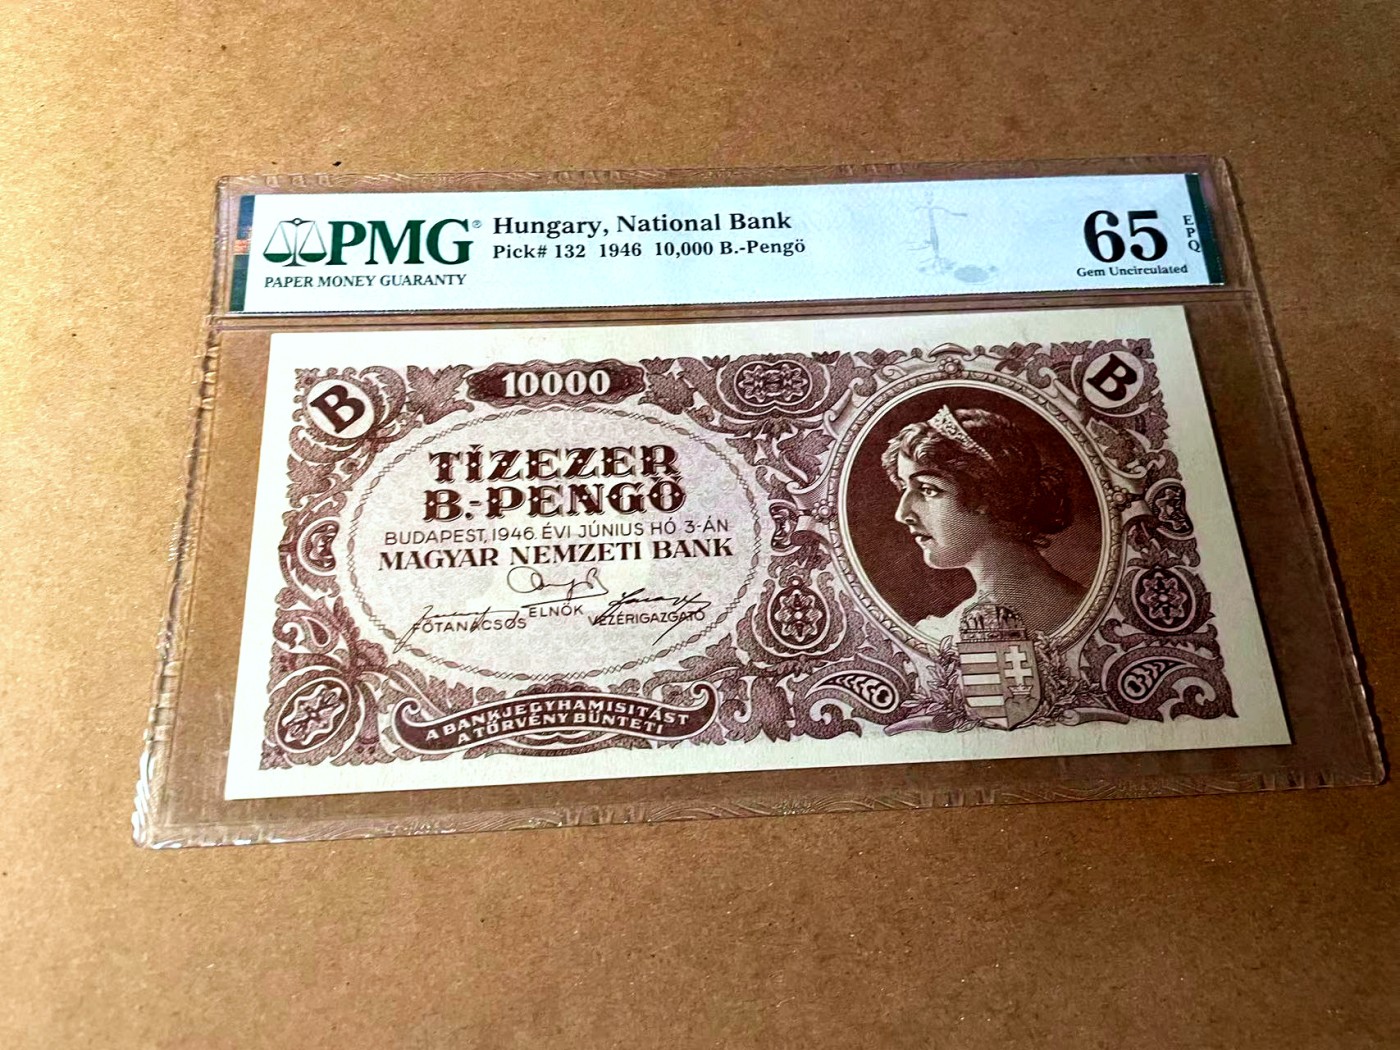 PMG®
PAPER MONEY GUARANTY
Hungary, National Bank
Pick# 132 1946 10,000 B.-Pengö
65
EPQ
Gem Uncirculated
B
10000
B
TÍZEZER
B.-PENGŐ
BUDAPEST, 1946. ÉVI JÚNIUS HÓ 3-ÁN
MAGYAR NEMZETI BANK
ELNÖK
FŐTANÁCSOS
VEZÉRIGAZGATÓ
A BANKJEGYHAMISITÁST
A TÖRVÉNY BÜNTETI